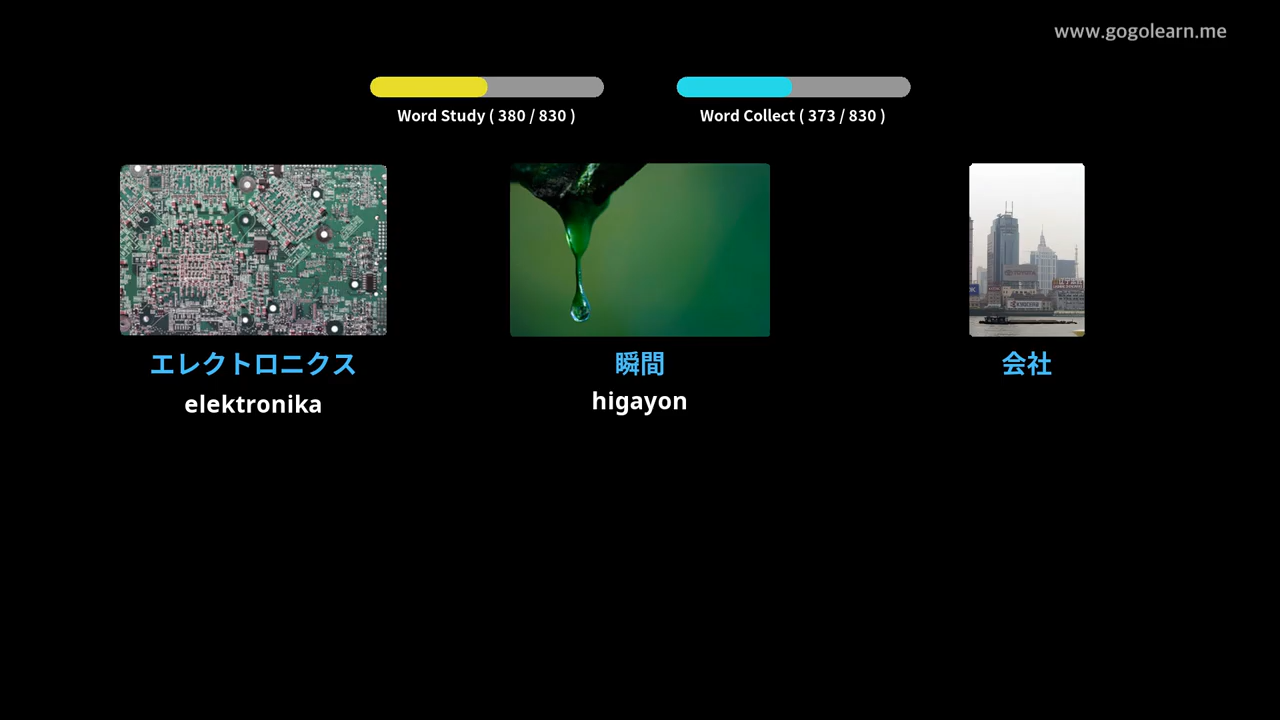 www.gogolearn.me
Word Study ( 380 / 830 )
Word Collect ( 373 / 830 )
エレクトロニクス
瞬間
会社
elektronika
higayon
TOYOTA